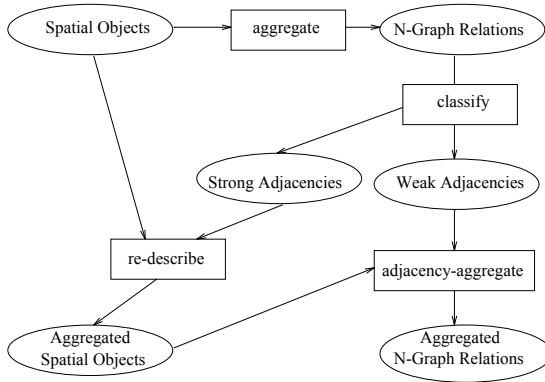 Spatial Objects
aggregate
N-Graph Relations
classify
Strong Adjacencies
Weak Adjacencies
re-describe
adjacency-aggregate
Aggregated
Spatial Objects
Aggregated
N-Graph Relations